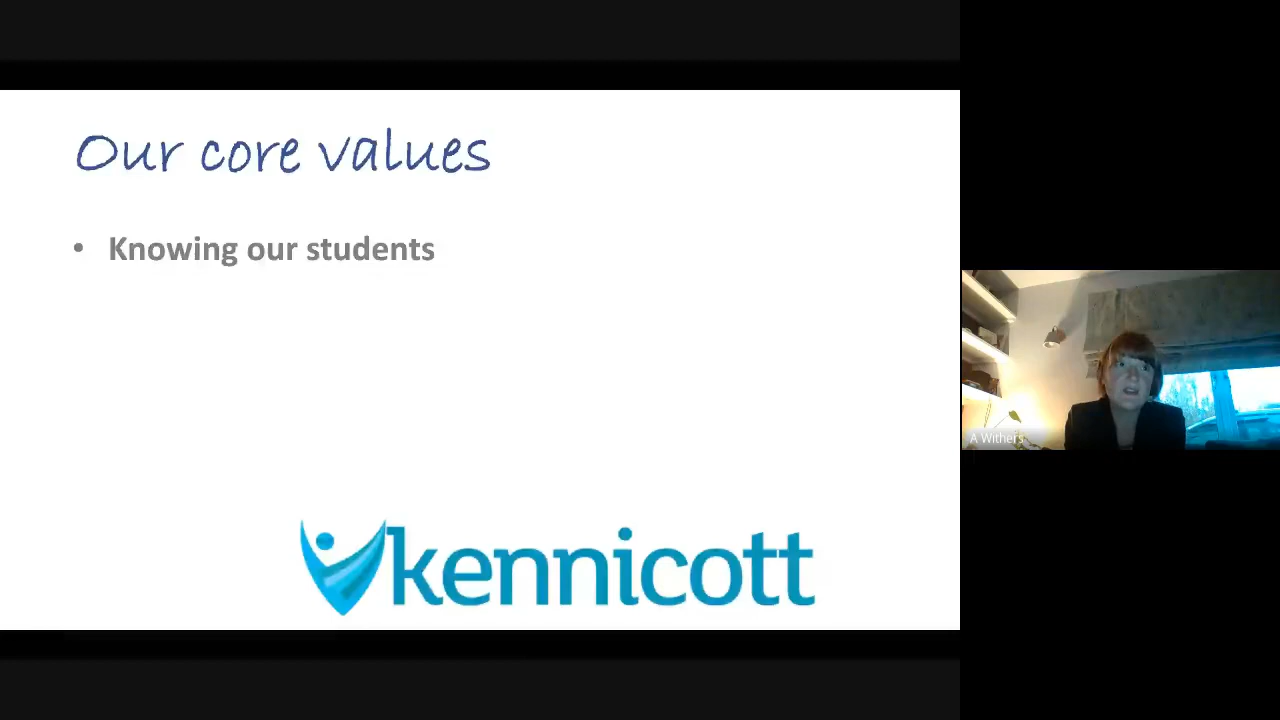 Our core values
• Knowing our students
kennicott
A Withers